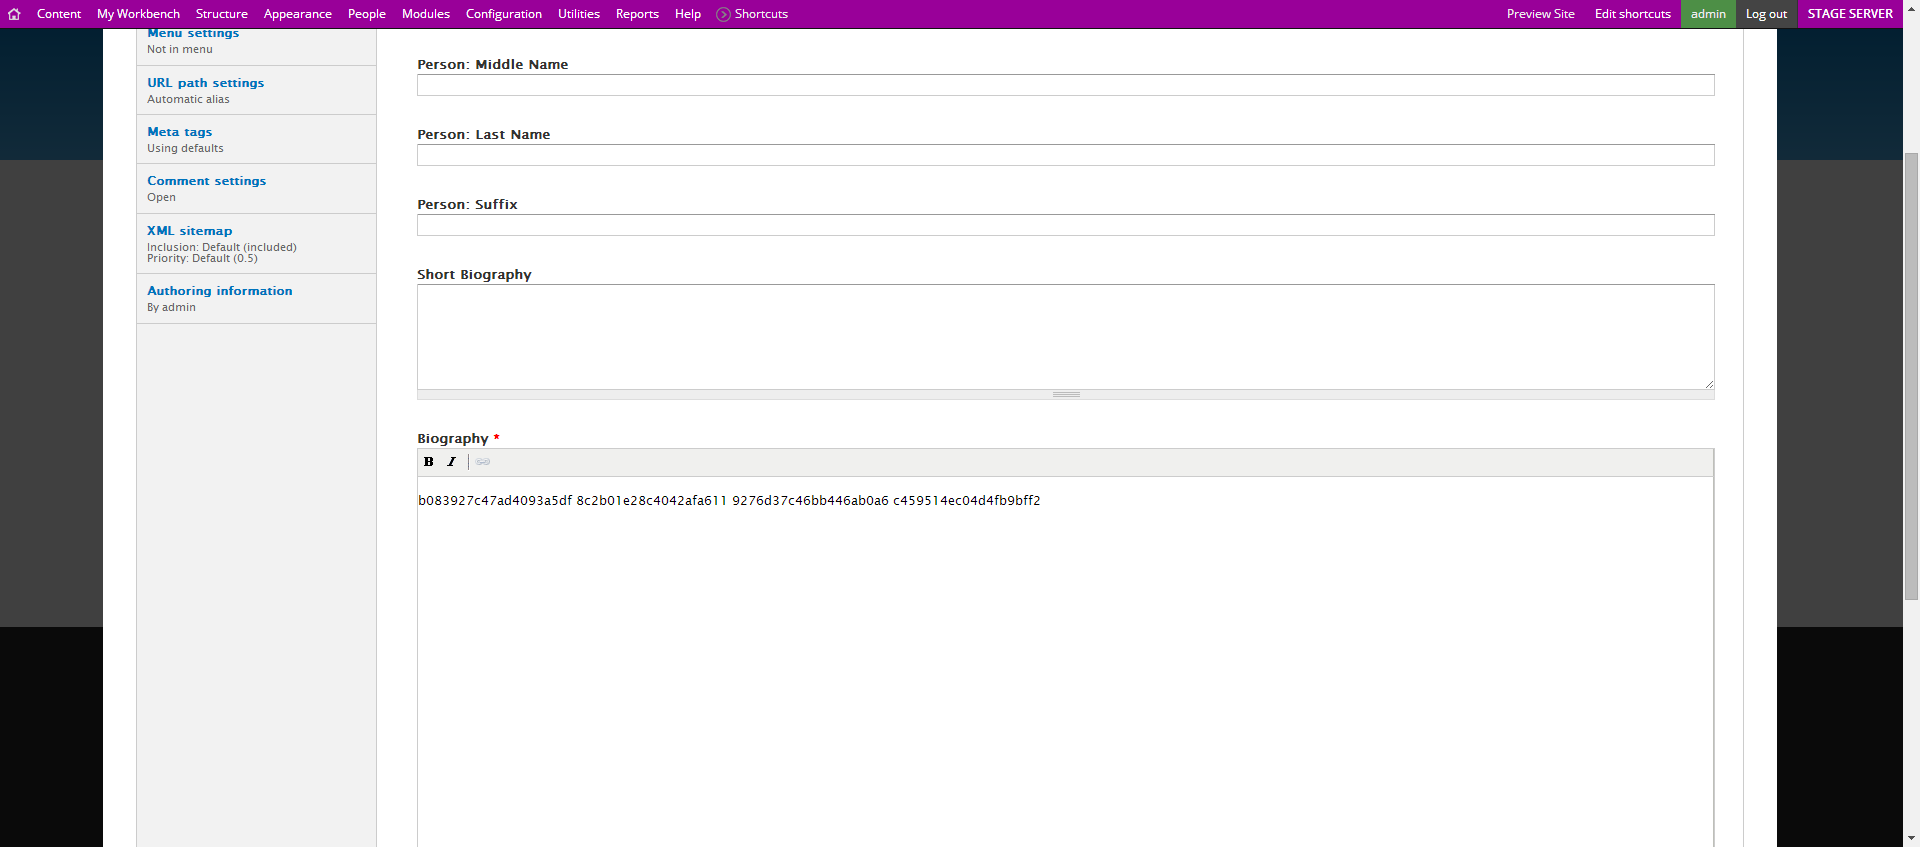 Content My Workbench Structure Appearance People Modules Configuration Utilities Reports Help Shortcuts Preview Site Edit shortcuts admin Log out STAGE SERVER
Menu settings
Not in menu
URL path settings
Automatic alias
Meta tags
Using defaults
Comment settings
Open
XML sitemap
Inclusion: Default (included)
Priority: Default (0.5)
Authoring information
By admin
Person: Middle Name
Person: Last Name
Person: Suffix
Short Biography
Biography *
B I
b083927c47ad4093a5df 8c2b01e28c4042afa611 9276d37c46bb446ab0a6 c459514ec04d4fb9bff2